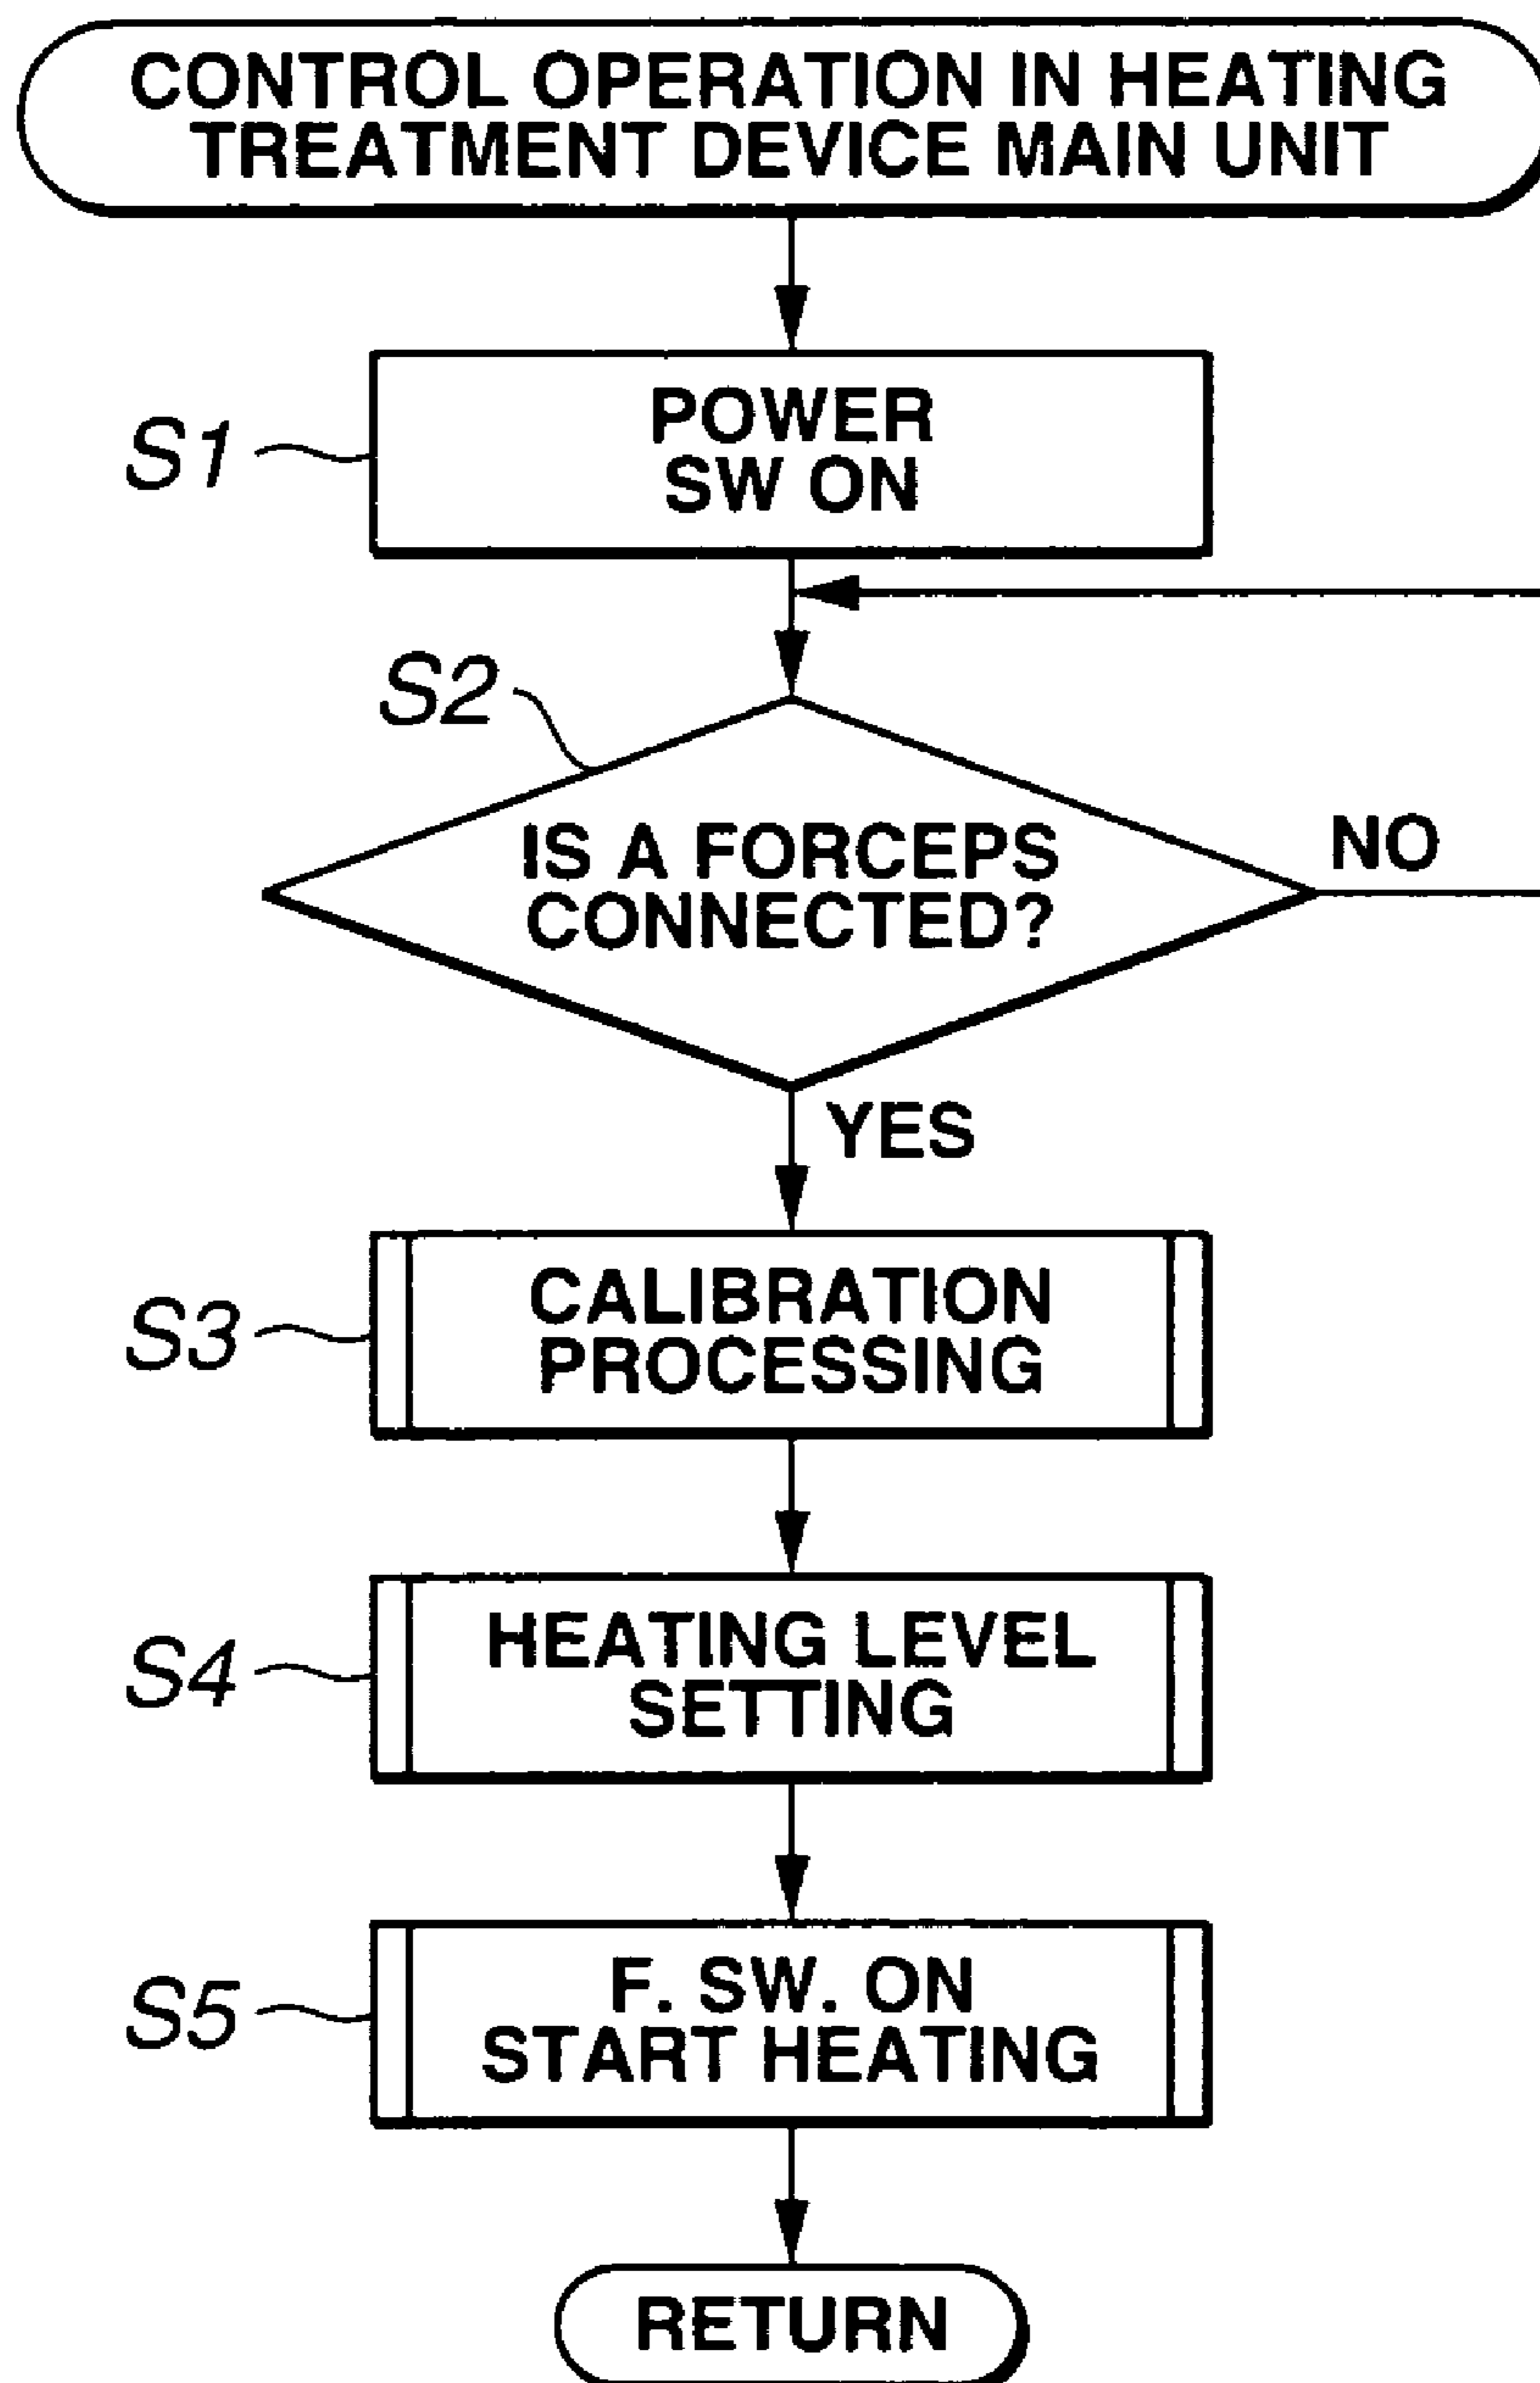 CONTROL OPERATION IN HEATING
TREATMENT DEVICE MAIN UNIT
S1
POWER
SW ON
S2
IS A FORCEPS
CONNECTED?
NO
YES
S3
CALIBRATION
PROCESSING
S4
HEATING LEVEL
SETTING
S5
F. SW. ON
START HEATING
RETURN